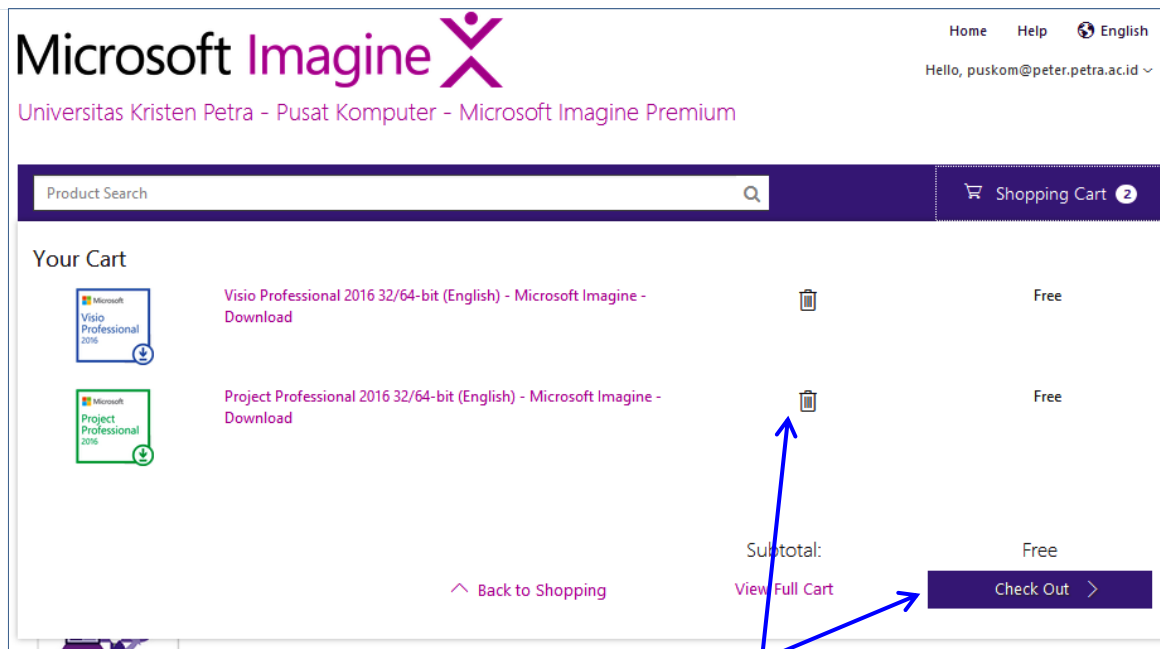 Microsoft Imagine
Home Help English
Hello, puskom@peter.petra.ac.id
Universitas Kristen Petra - Pusat Komputer - Microsoft Imagine Premium
Product Search
Shopping Cart 2
Your Cart
Microsoft
Visio
Professional
2016
Visio Professional 2016 32/64-bit (English) - Microsoft Imagine -
Download
Free
Microsoft
Project
Professional
2016
Project Professional 2016 32/64-bit (English) - Microsoft Imagine -
Download
Free
Subtotal: Free
Back to Shopping View Full Cart Check Out